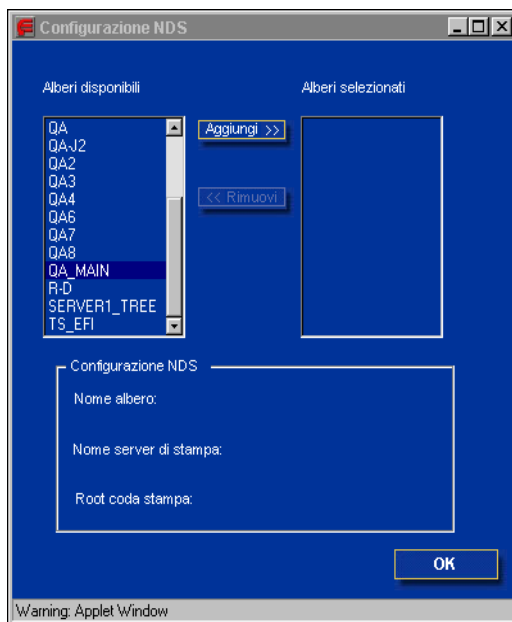 Configurazione NDS
Alberi disponibili
Alberi selezionati
QA
QA-J2
QA2
QA3
QA4
QA6
QA7
QA8
QA_MAIN
R-D
SERVER1_TREE
TS_EFI
Aggiungi >>
<< Rimuovi
Configurazione NDS
Nome albero:
Nome server di stampa:
Root coda stampa:
OK
Warning: Applet Window